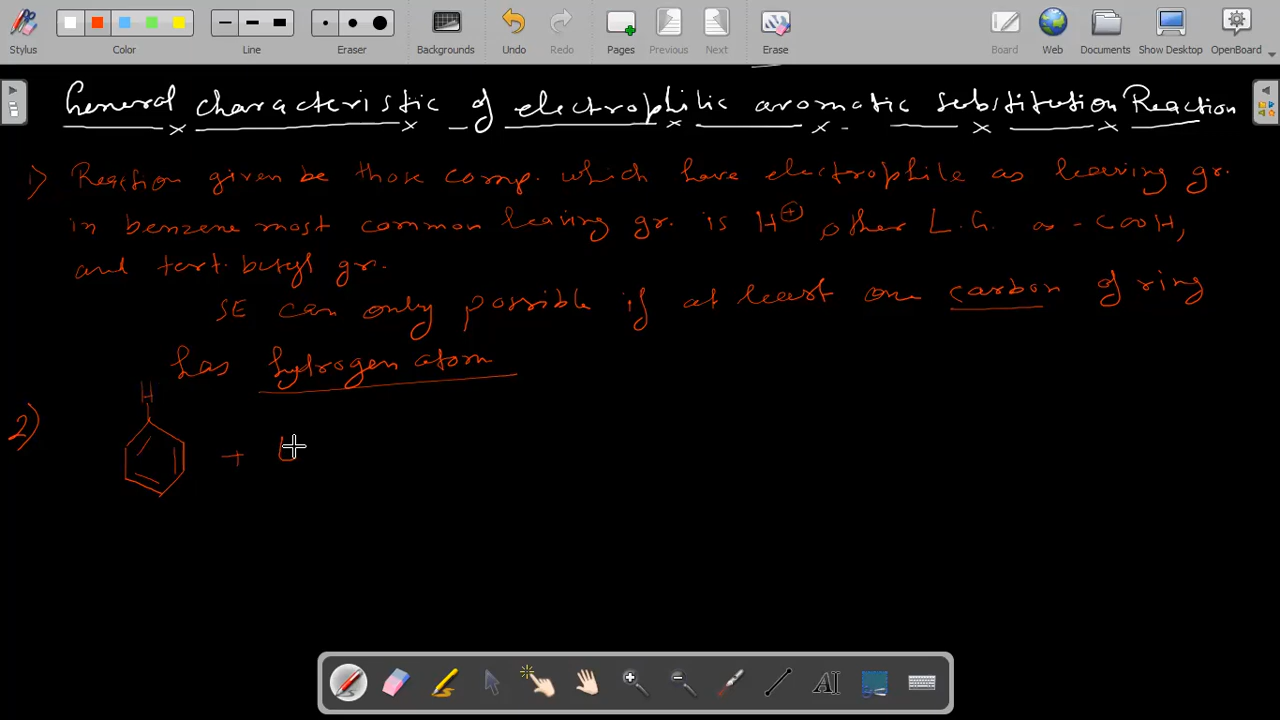 Stylus
Color
Line
Eraser
Backgrounds
Undo
Redo
Pages
Previous
Next
Erase
Board
Web
Documents
Show Desktop
OpenBoard
General characteristic of electrophilic aromatic substitution Reaction
1) Reaction given be those comp. which have electrophile as leaving gr.
in benzene most common leaving gr. is H⊕, other L.G. as -COOH,
and tert. butyl gr.
SE can only possible if at least one carbon of ring
has hydrogen atom
H
2) +
AI